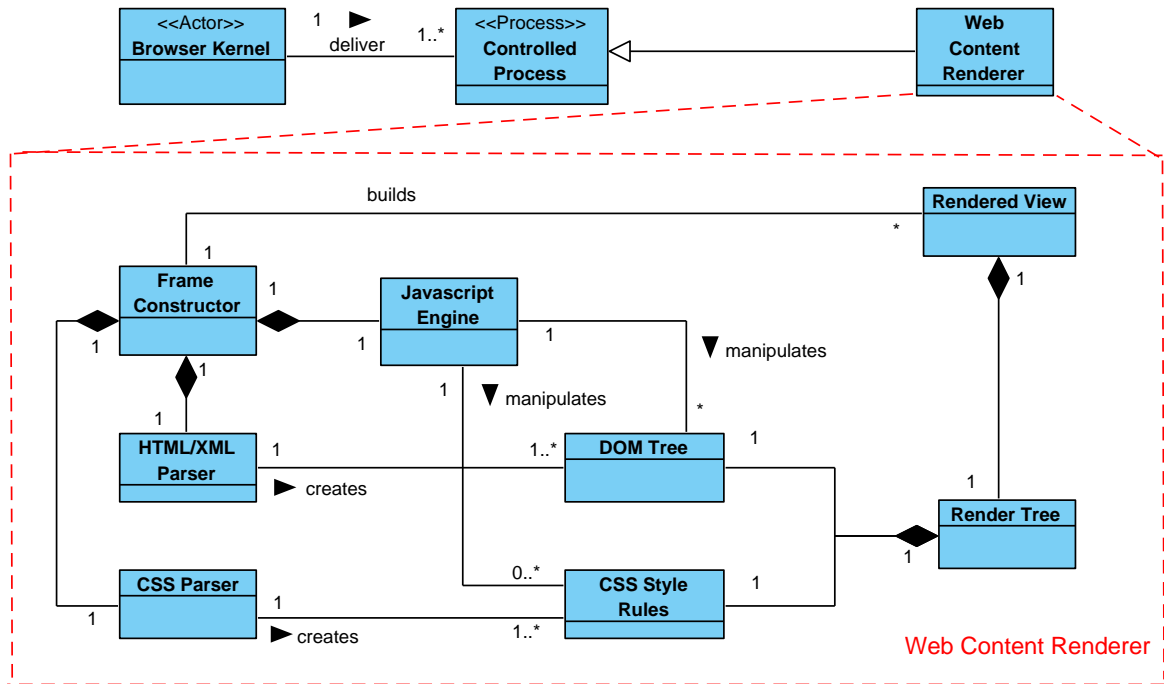 <<Actor>>
Browser Kernel
1
deliver
1..*
<<Process>>
Controlled
Process
Web
Content
Renderer
builds
1
*
Rendered View
1
Frame
Constructor
1
1
1
1
Javascript
Engine
1
1
manipulates
manipulates
1
*
1
HTML/XML
Parser
1
creates
1..*
DOM Tree
1
1
Render Tree
1
CSS Parser
1
1
creates
0..*
1..*
CSS Style
Rules
1
Web Content Renderer